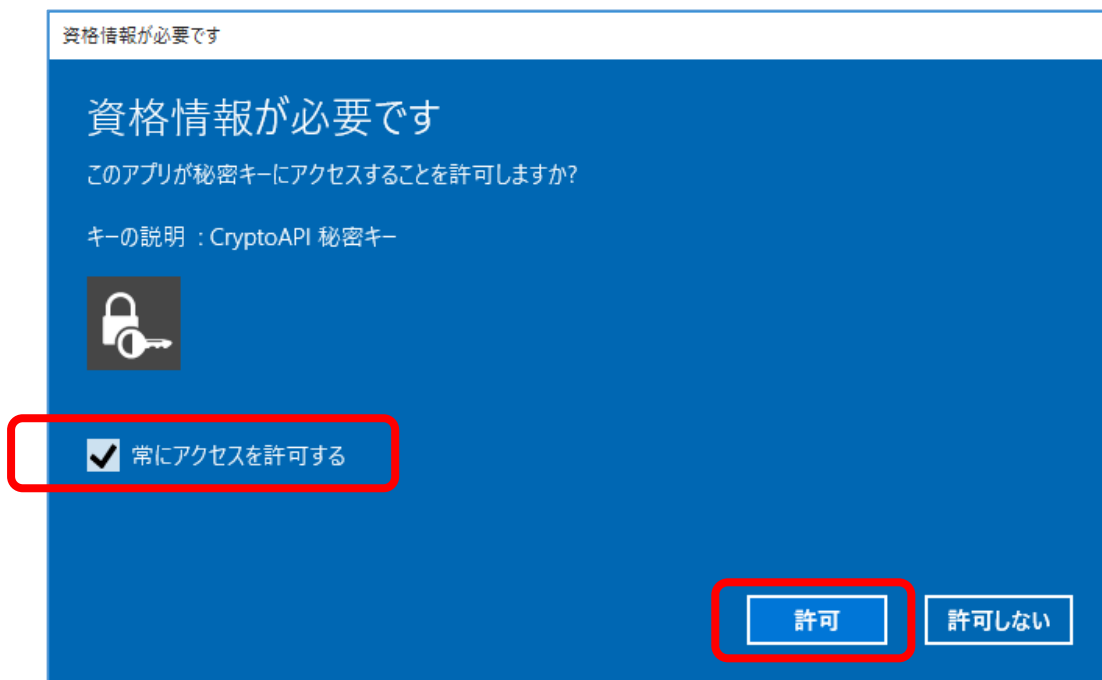 資格情報が必要です
資格情報が必要です
このアプリが秘密キーにアクセスすることを許可しますか?
キーの説明 : CryptoAPI 秘密キー
常にアクセスを許可する
許可 許可しない